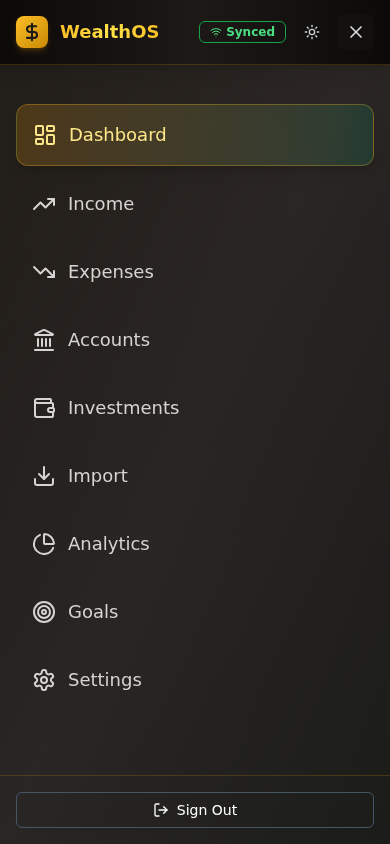 WealthOS
Synced
Dashboard
Income
Expenses
Accounts
Investments
Import
Analytics
Goals
Settings
Sign Out